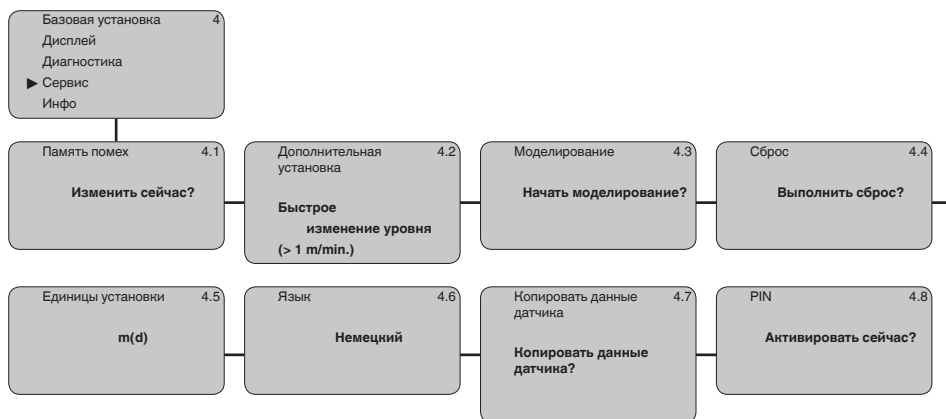 Базовая установка 4
Дисплей
Диагностика
▶ Сервис
Инфо
Память помех 4.1
Изменить сейчас?
Дополнительная 4.2
установка
Быстрое
изменение уровня
(> 1 m/min.)
Моделирование 4.3
Начать моделирование?
Сброс 4.4
Выполнить сброс?
Единицы установки 4.5
m(d)
Язык 4.6
Немецкий
Копировать данные 4.7
датчика
Копировать данные
датчика?
PIN 4.8
Активировать сейчас?